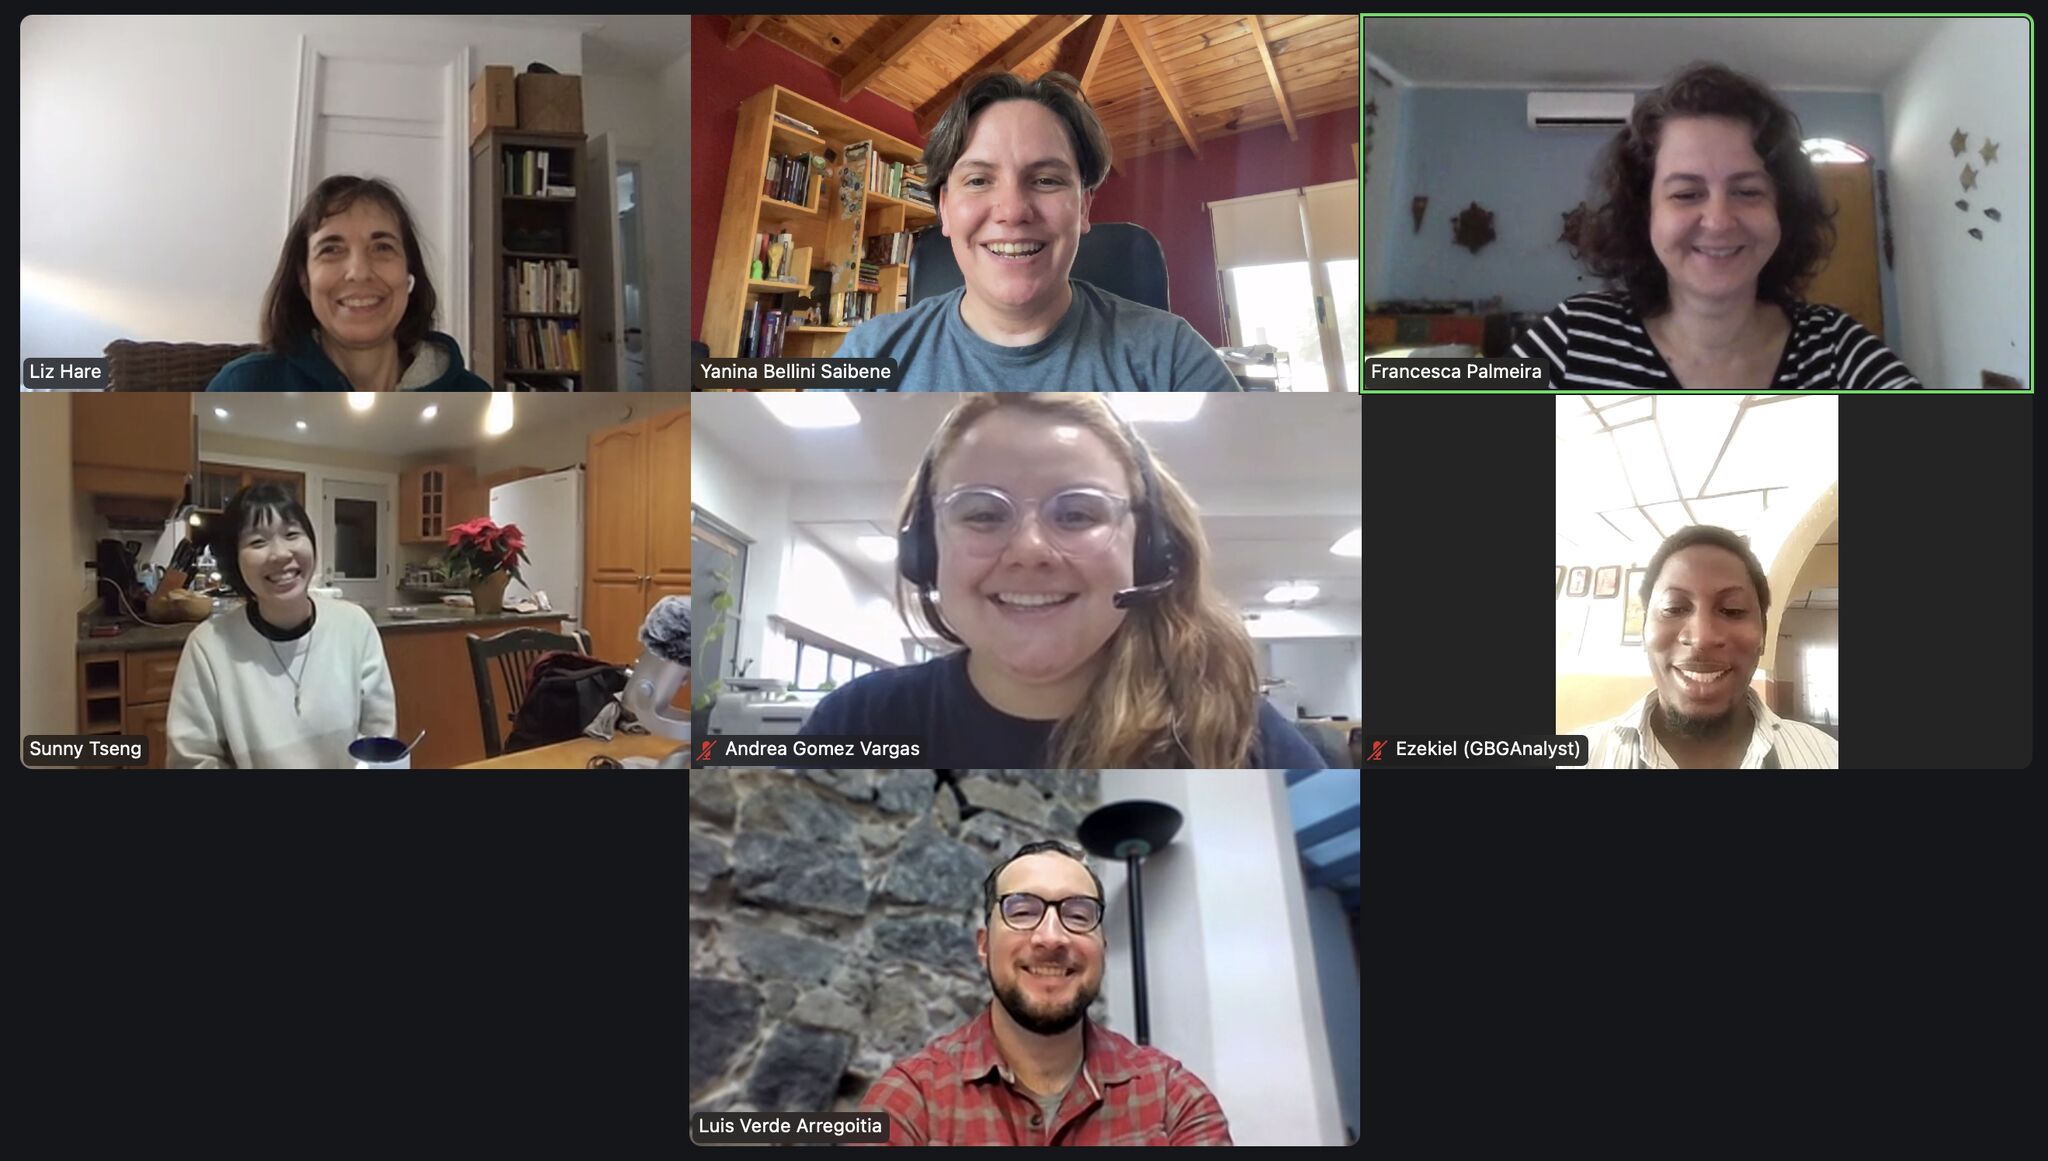 Liz Hare
Yanina Bellini Saibene
Francesca Palmeira
Sunny Tseng
Andrea Gomez Vargas
Ezekiel (GBGAnalyst)
Luis Verde Arregoitia